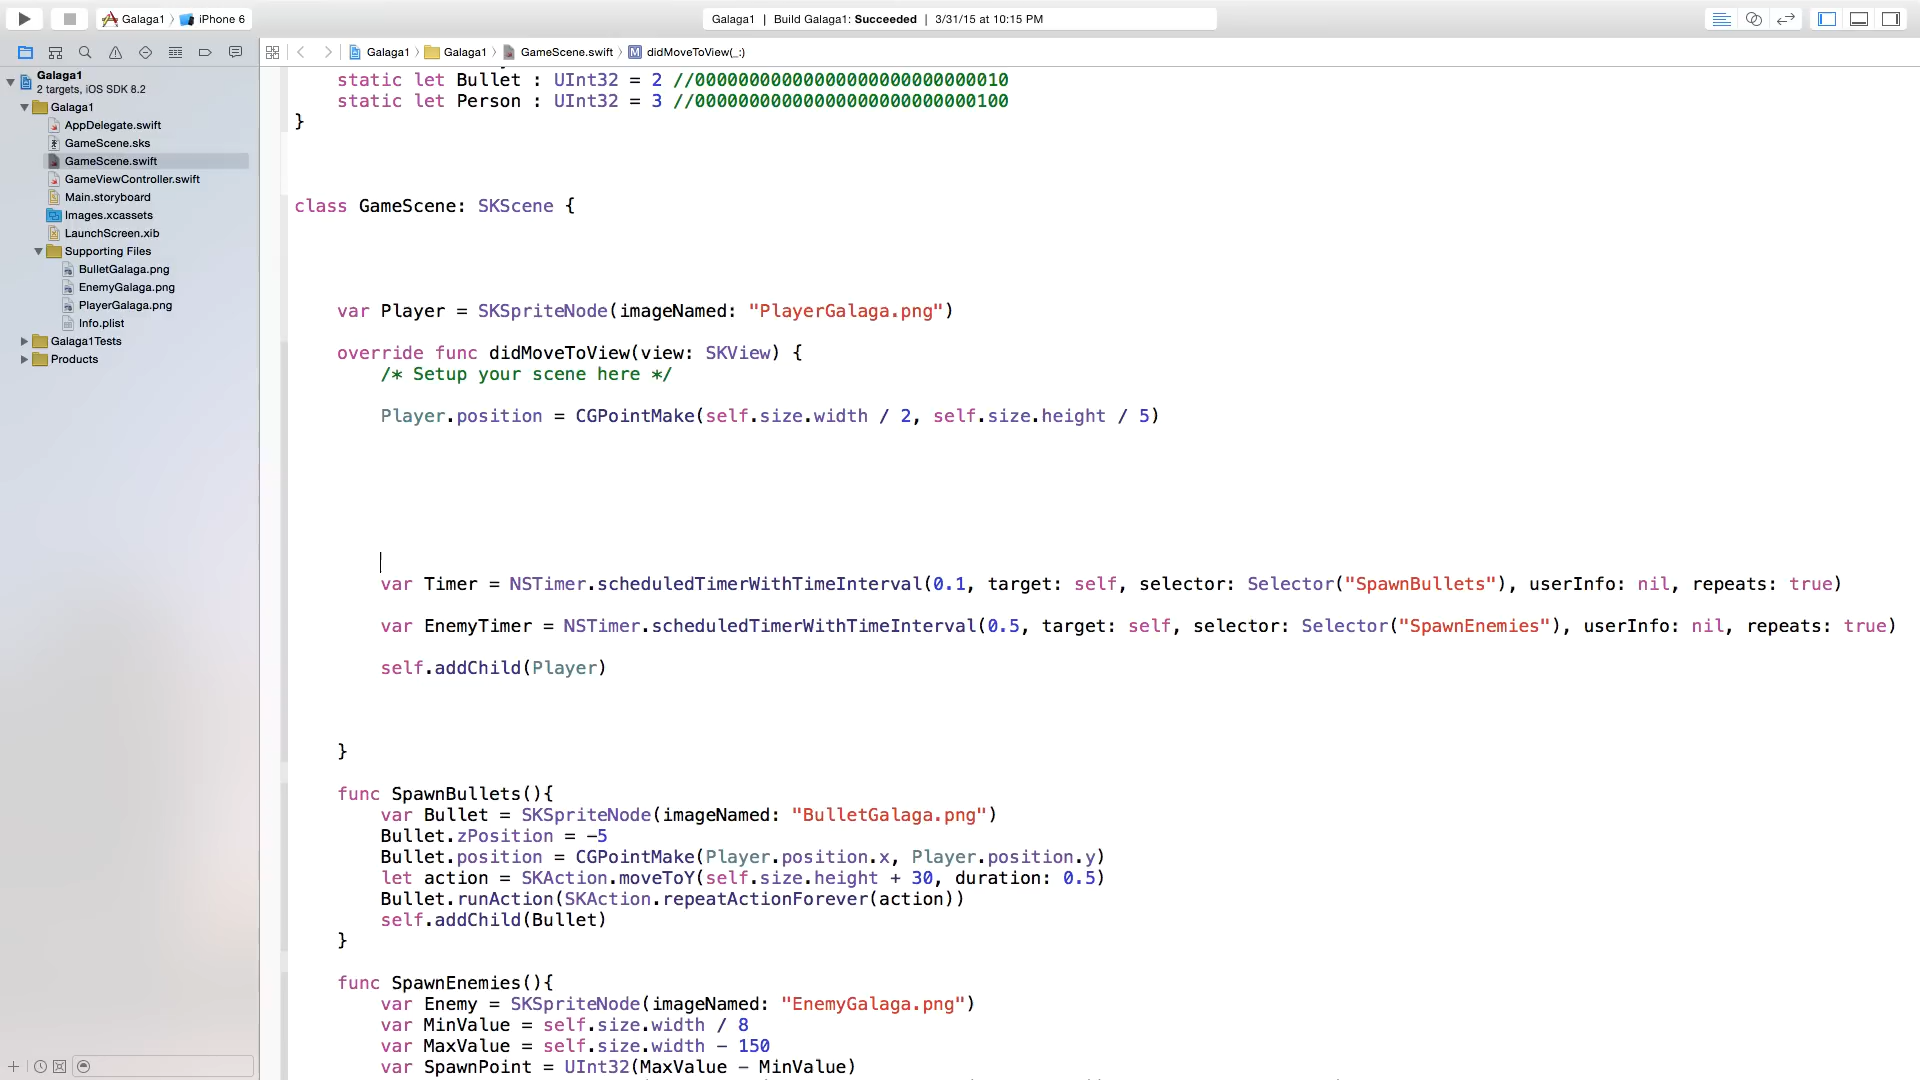 Galaga1 〉 iPhone 6
Galaga1 | Build Galaga1: Succeeded | 3/31/15 at 10:15 PM
Galaga1 〉 Galaga1 〉 GameScene.swift 〉 M didMoveToView(_:)
Galaga1
2 targets, iOS SDK 8.2
Galaga1
AppDelegate.swift
GameScene.sks
GameScene.swift
GameViewController.swift
Main.storyboard
Images.xcassets
LaunchScreen.xib
Supporting Files
BulletGalaga.png
EnemyGalaga.png
PlayerGalaga.png
Info.plist
Galaga1Tests
Products
static let Bullet : UInt32 = 2 //00000000000000000000000000010
static let Person : UInt32 = 3 //00000000000000000000000000100
}
class GameScene: SKScene {
var Player = SKSpriteNode(imageNamed: "PlayerGalaga.png")
override func didMoveToView(view: SKView) {
/* Setup your scene here */
Player.position = CGPointMake(self.size.width / 2, self.size.height / 5)
var Timer = NSTimer.scheduledTimerWithTimeInterval(0.1, target: self, selector: Selector("SpawnBullets"), userInfo: nil, repeats: true)
var EnemyTimer = NSTimer.scheduledTimerWithTimeInterval(0.5, target: self, selector: Selector("SpawnEnemies"), userInfo: nil, repeats: true)
self.addChild(Player)
}
func SpawnBullets(){
var Bullet = SKSpriteNode(imageNamed: "BulletGalaga.png")
Bullet.zPosition = -5
Bullet.position = CGPointMake(Player.position.x, Player.position.y)
let action = SKAction.moveToY(self.size.height + 30, duration: 0.5)
Bullet.runAction(SKAction.repeatActionForever(action))
self.addChild(Bullet)
}
func SpawnEnemies(){
var Enemy = SKSpriteNode(imageNamed: "EnemyGalaga.png")
var MinValue = self.size.width / 8
var MaxValue = self.size.width - 150
var SpawnPoint = UInt32(MaxValue - MinValue)